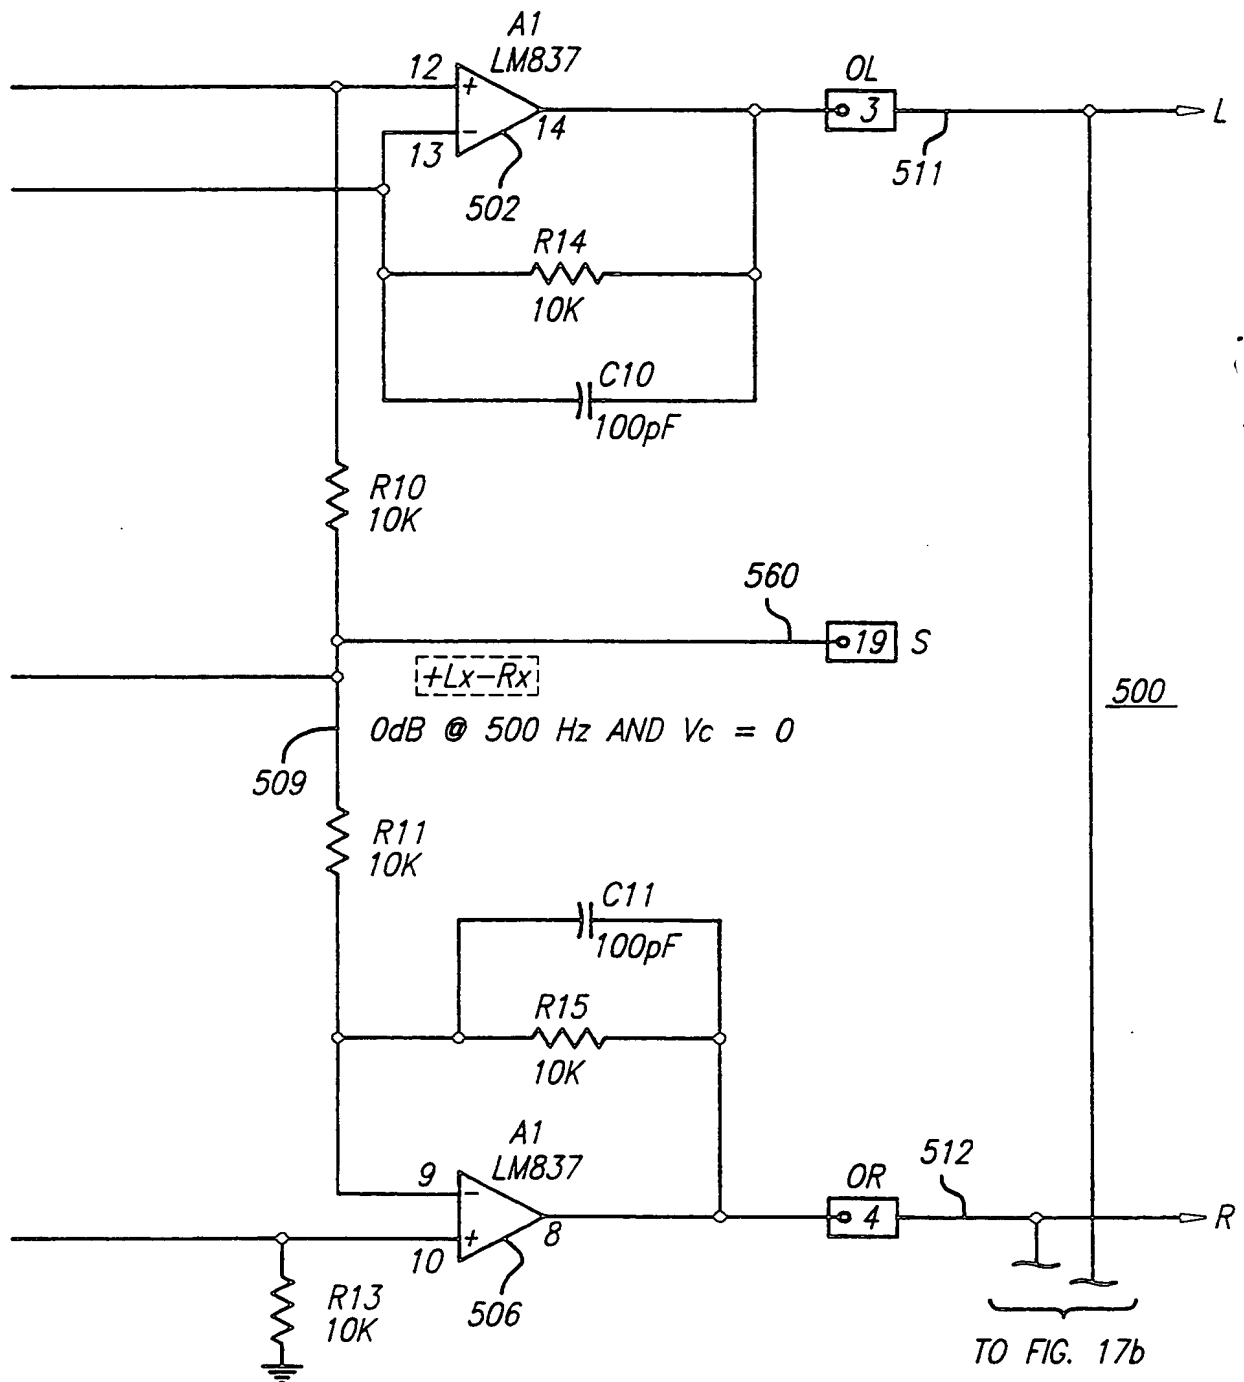 A1
LM837
12
+
13
−
14
502
OL
3
511
L
R14
10K
C10
100pF
R10
10K
560
19 S
+Lx−Rx
500
0dB @ 500 Hz AND Vc = 0
509
R11
10K
C11
100pF
R15
10K
A1
LM837
9
−
10
+
8
506
OR
4
512
R
R13
10K
TO FIG. 17b